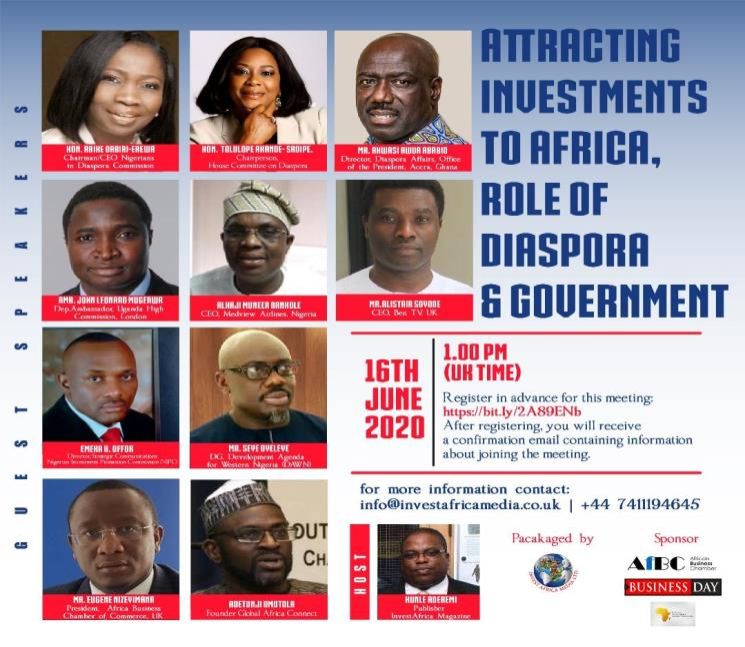 ATTRACTING
INVESTMENTS
TO AFRICA,
ROLE OF
DIASPORA
& GOVERNMENT
GUEST SPEAKERS
HON. ABIKE DABIRI-EREWA
Chairman/CEO Nigerians
in Diaspora Commission
HON. TOLULOPE AKANDE- SADIPE,
Chairperson,
House Committee on Diaspora
MR. AKWASI AWUA ABABIO
Director, Diaspora Affairs, Office
of the President, Accra, Ghana
AMB. JOHN LEONARD MUGERWA
Dep.Ambassador, Uganda High
Commission, London
ALHAJI MUNEER BANKOLE
CEO, Medview Airlines, Nigeria
MR.ALISTAIR SOYODE
CEO, Ben TV UK
EMEKA B. OFFOR
Director, Strategic Communications
Nigerian Investment Promotion Commission (NIPC)
MR. SEYE OYELEYE
DG, Development Agenda
for Western Nigeria (DAWN)
MR. EUGENE NIZEYIMANA
President, Africa Business
Chamber of Commerce, UK
ADETUNJI OMOTOLA
Founder Global Africa Connect
16TH
JUNE
2020
1.00 PM
(UK TIME)
Register in advance for this meeting:
https://bit.ly/2A89ENb
After registering, you will receive
a confirmation email containing information
about joining the meeting.
for more information contact:
info@investafricamedia.co.uk | +44 7411194645
HOST
KUNLE ADEREMI
Publisher
InvestAfrica Magazine
Pacakaged by
Sponsor
AfBC African
Business
Chamber
BUSINESS DAY